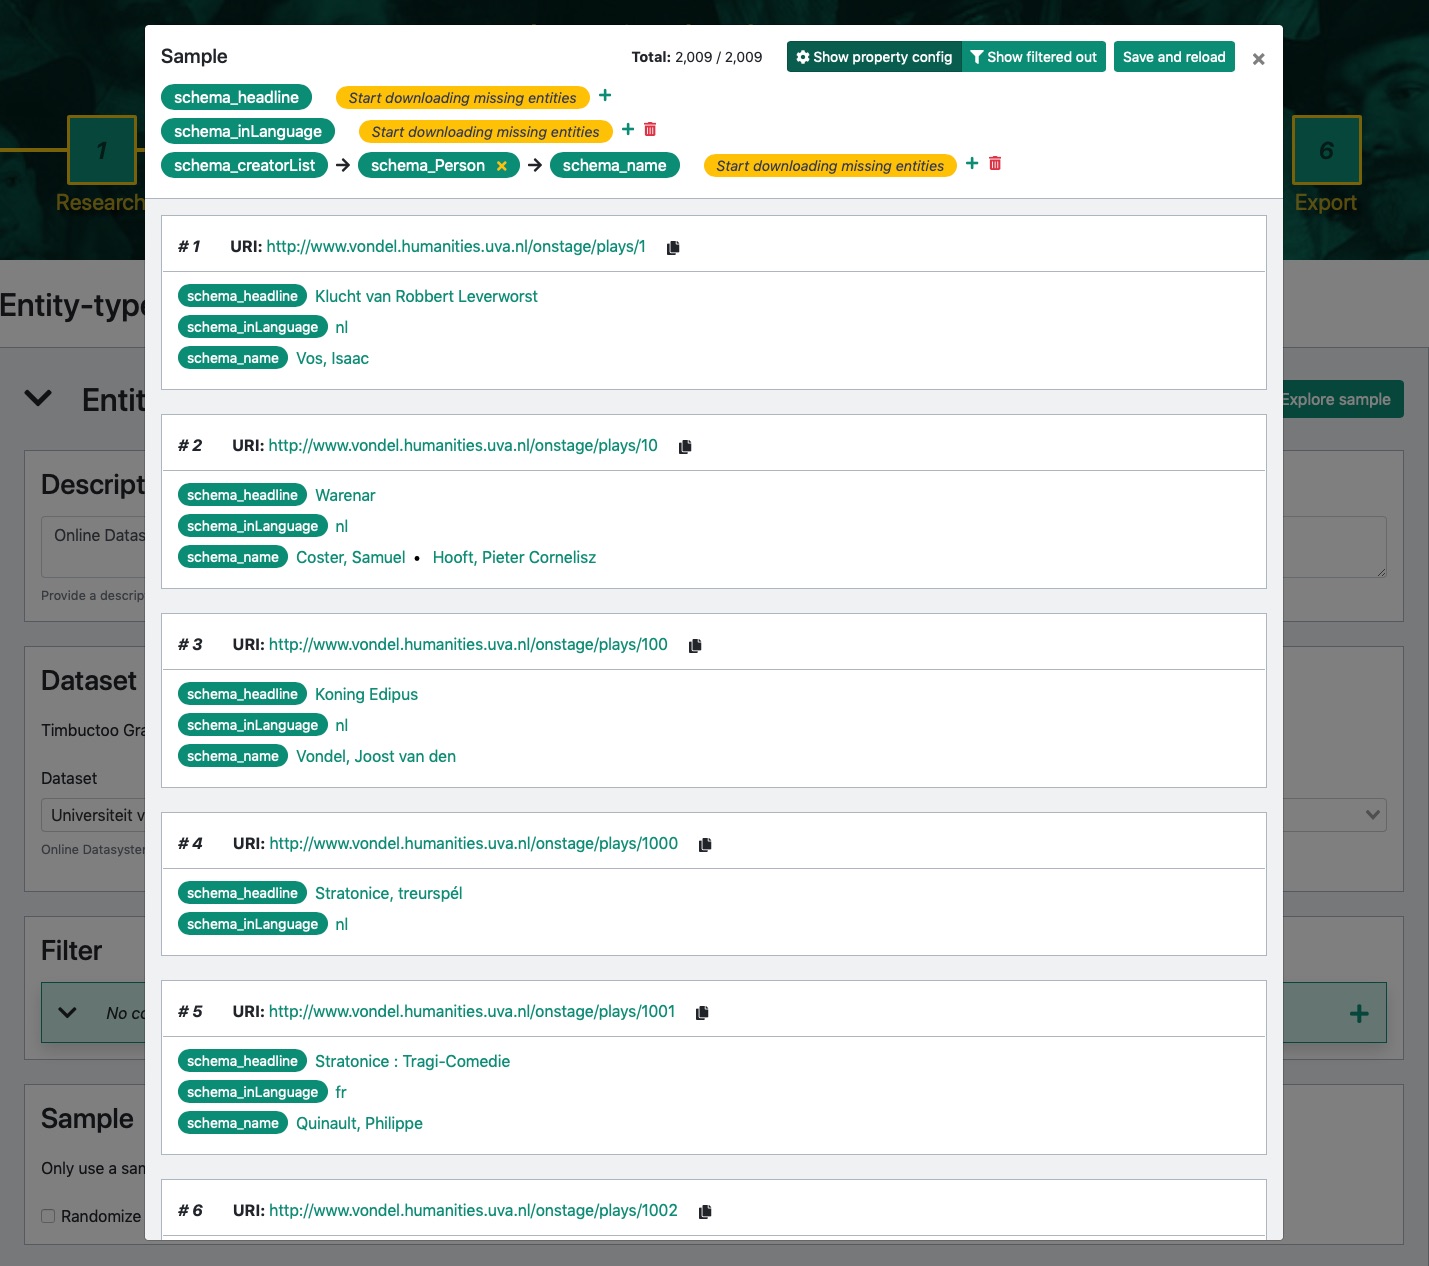 Sample
Total: 2,009 / 2,009
Show property config
Show filtered out
Save and reload
×
schema_headline
Start downloading missing entities
+
schema_inLanguage
Start downloading missing entities
+
schema_creatorList → schema_Person × → schema_name
Start downloading missing entities
+
1
Research
6
Export
# 1 URI: http://www.vondel.humanities.uva.nl/onstage/plays/1
schema_headline Klucht van Robbert Leverworst
schema_inLanguage nl
schema_name Vos, Isaac
# 2 URI: http://www.vondel.humanities.uva.nl/onstage/plays/10
schema_headline Warenar
schema_inLanguage nl
schema_name Coster, Samuel • Hooft, Pieter Cornelisz
# 3 URI: http://www.vondel.humanities.uva.nl/onstage/plays/100
schema_headline Koning Edipus
schema_inLanguage nl
schema_name Vondel, Joost van den
# 4 URI: http://www.vondel.humanities.uva.nl/onstage/plays/1000
schema_headline Stratonice, treurspél
schema_inLanguage nl
# 5 URI: http://www.vondel.humanities.uva.nl/onstage/plays/1001
schema_headline Stratonice : Tragi-Comedie
schema_inLanguage fr
schema_name Quinault, Philippe
# 6 URI: http://www.vondel.humanities.uva.nl/onstage/plays/1002
Entity-type
Entit
Explore sample
Descript
Online Datas
Provide a descrip
Dataset
Timbuctoo Gra
Dataset
Universiteit v
Online Datasyster
Filter
No co
+
Sample
Only use a sam
Randomize